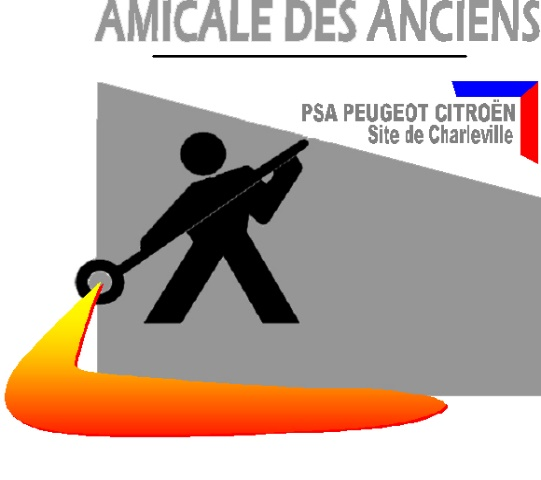 AMICALE DES ANCIENS
PSA PEUGEOT CITROËN
Site de Charleville